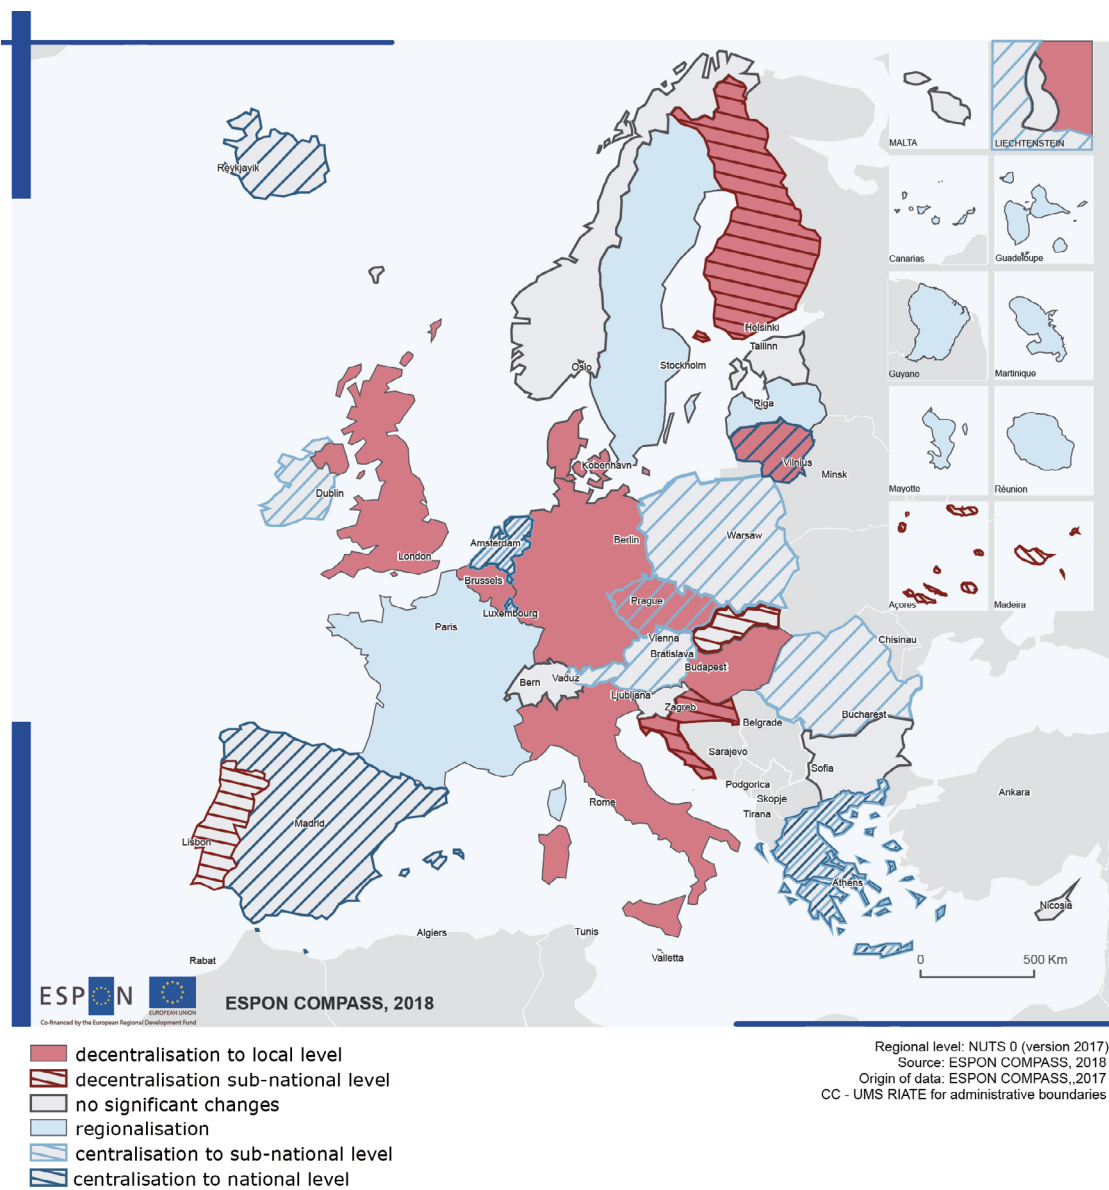 MALTA
LIECHTENSTEIN
Reykjavik
Canarias
Guadeloupe
Helsinki
Tallinn
Oslo
Stockholm
Guyane
Martinique
Riga
Kobenhavn
Vilnius
Minsk
Dublin
Mayotte
Réunion
Amsterdam
Berlin
Warsaw
London
Brussels
Prague
Açores
Madeira
Luxembourg
Paris
Vienna
Chisinau
Bratislava
Budapest
Bern
Vaduz
Ljubljana
Zagreb
Belgrade
Bucharest
Sarajevo
Sofia
Podgorica
Skopje
Ankara
Rome
Tirana
Madrid
Lisbon
Athens
Nicosia
Algiers
Tunis
Rabat
Valletta
0 500 Km
ESPON
EUROPEAN UNION
Co-financed by the European Regional Development Fund
ESPON COMPASS, 2018
decentralisation to local level
decentralisation sub-national level
no significant changes
regionalisation
centralisation to sub-national level
centralisation to national level
Regional level: NUTS 0 (version 2017)
Source: ESPON COMPASS, 2018
Origin of data: ESPON COMPASS,,2017
CC - UMS RIATE for administrative boundaries